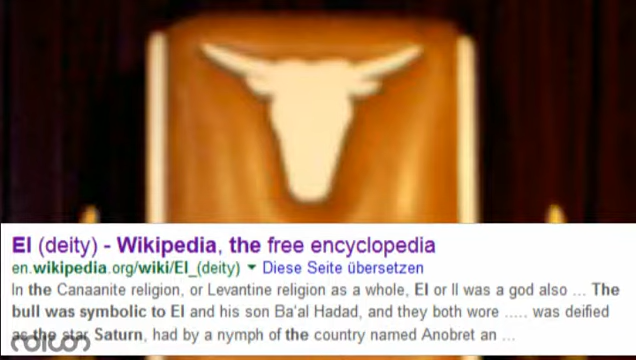 El (deity) - Wikipedia, the free encyclopedia
en.wikipedia.org/wiki/El_(deity) ▾ Diese Seite übersetzen
In the Canaanite religion, or Levantine religion as a whole, El or Il was a god also ... The
bull was symbolic to El and his son Ba'al Hadad, and they both wore ..... was deified
as the star Saturn, had by a nymph of the country named Anobret an ...